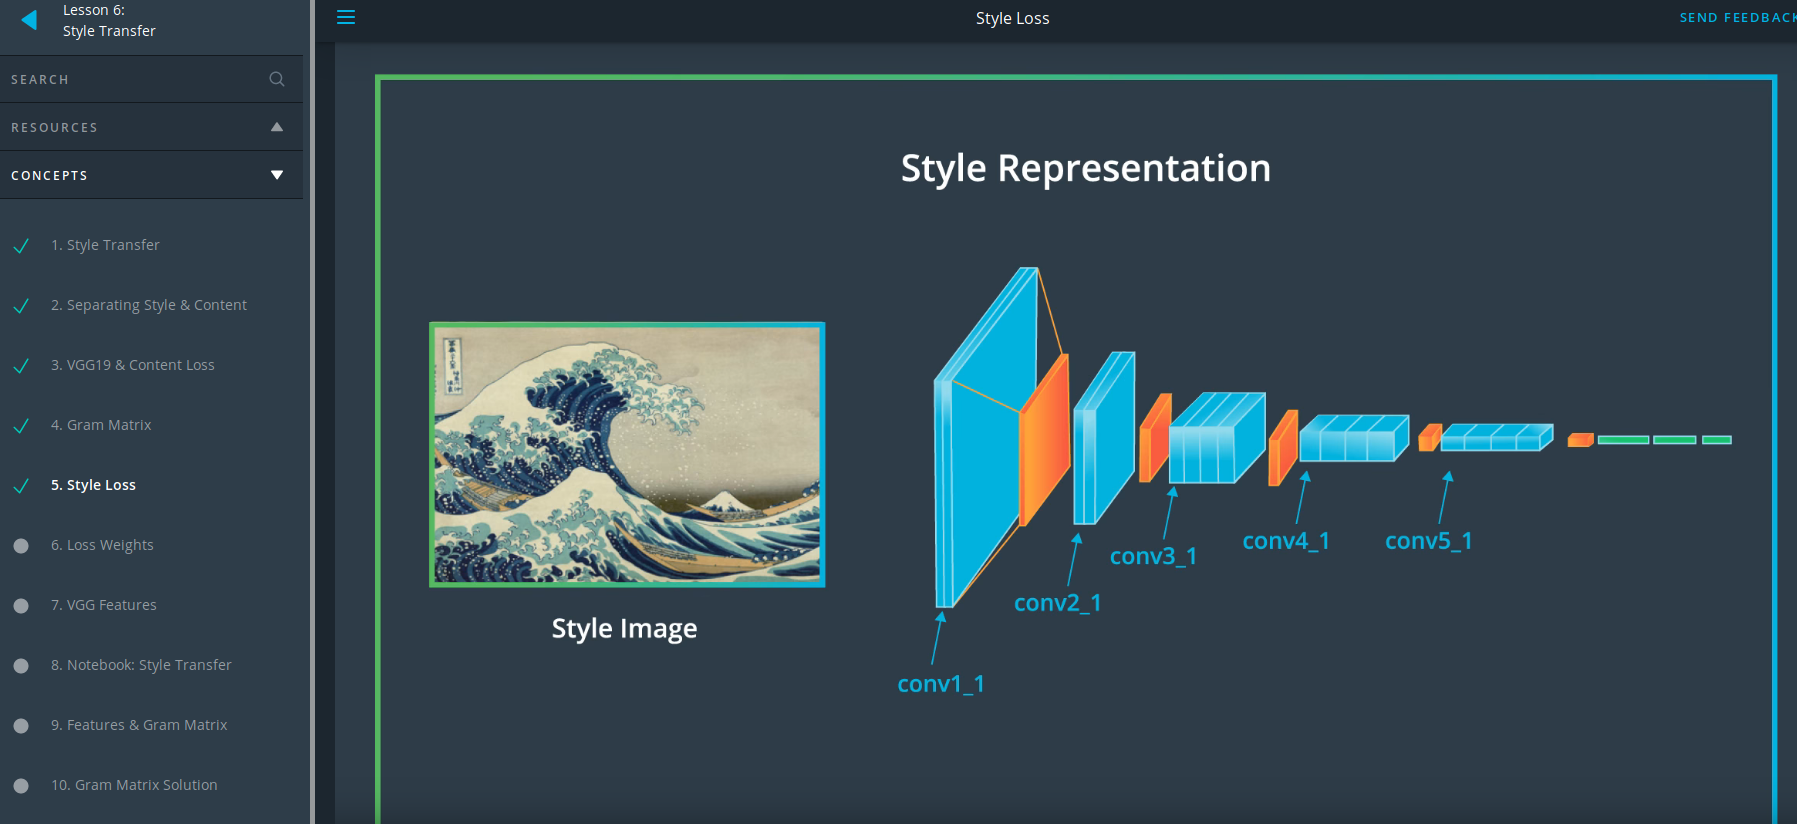 Lesson 6:
Style Transfer
SEARCH
RESOURCES
CONCEPTS
1. Style Transfer
2. Separating Style & Content
3. VGG19 & Content Loss
4. Gram Matrix
5. Style Loss
6. Loss Weights
7. VGG Features
8. Notebook: Style Transfer
9. Features & Gram Matrix
10. Gram Matrix Solution
Style Loss
SEND FEEDBACK
Style Representation
Style Image
conv1_1
conv2_1
conv3_1
conv4_1
conv5_1